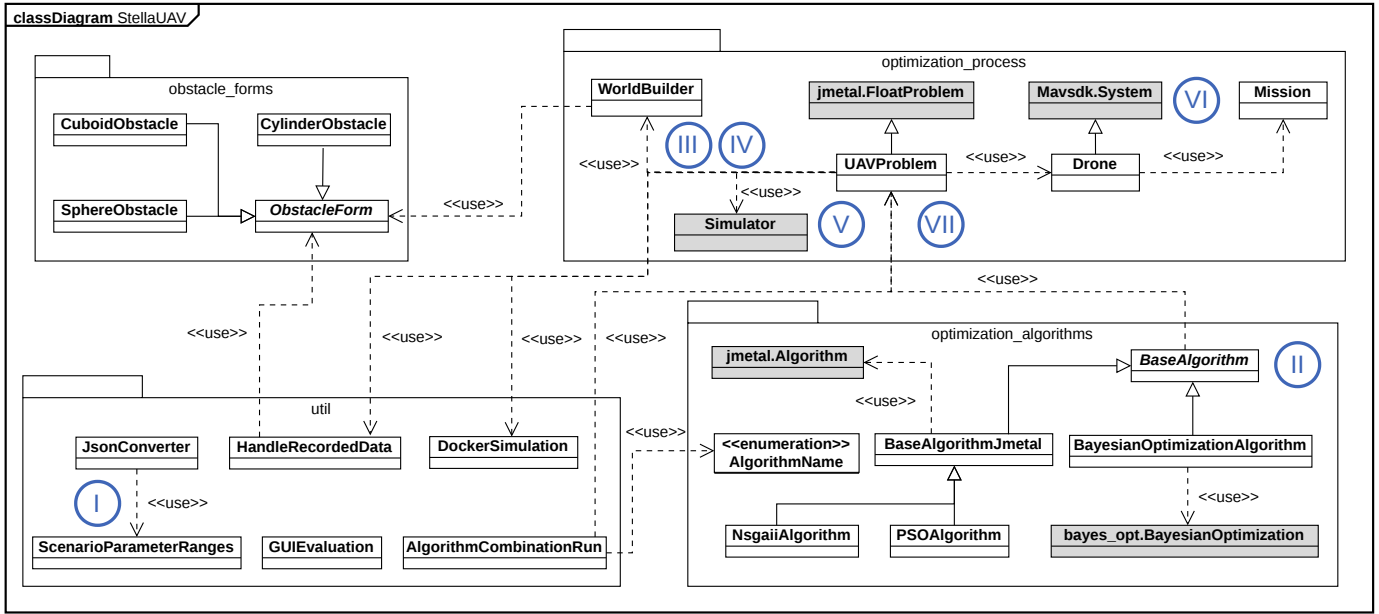 classDiagram StellaUAV
obstacle_forms
CuboidObstacle
CylinderObstacle
SphereObstacle
ObstacleForm
<<use>>
optimization_process
WorldBuilder
jmetal.FloatProblem
Mavsdk.System
VI
Mission
III
IV
<<use>>
UAVProblem
<<use>>
Drone
<<use>>
<<use>>
Simulator
V
VII
<<use>>
<<use>>
<<use>>
<<use>>
<<use>>
util
JsonConverter
HandleRecordedData
DockerSimulation
I
<<use>>
ScenarioParameterRanges
GUIEvaluation
AlgorithmCombinationRun
<<use>>
optimization_algorithms
jmetal.Algorithm
BaseAlgorithm
II
<<use>>
<<enumeration>>
AlgorithmName
BaseAlgorithmJmetal
BayesianOptimizationAlgorithm
<<use>>
NsgaiiAlgorithm
PSOAlgorithm
bayes_opt.BayesianOptimization